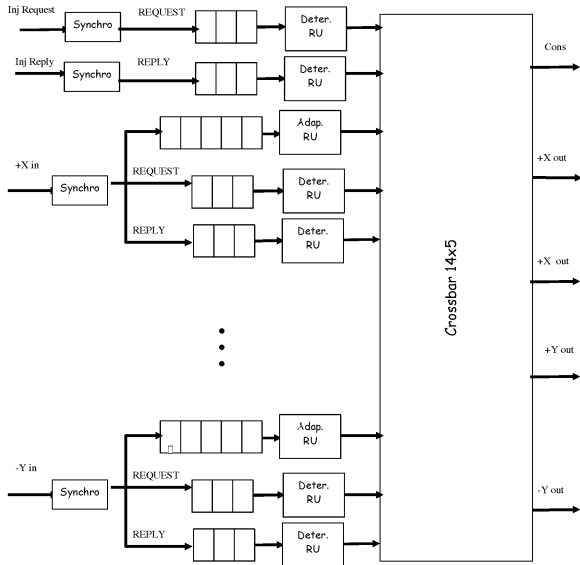 Inj Request
Synchro
REQUEST
Deter.
RU
Inj Reply
Synchro
REPLY
Deter.
RU
Cons
Adap.
RU
+X in
Synchro
REQUEST
Deter.
RU
+X out
REPLY
Deter.
RU
+X out
Crossbar 14x5
+Y out
Adap.
RU
-Y in
Synchro
REQUEST
Deter.
RU
-Y out
REPLY
Deter.
RU